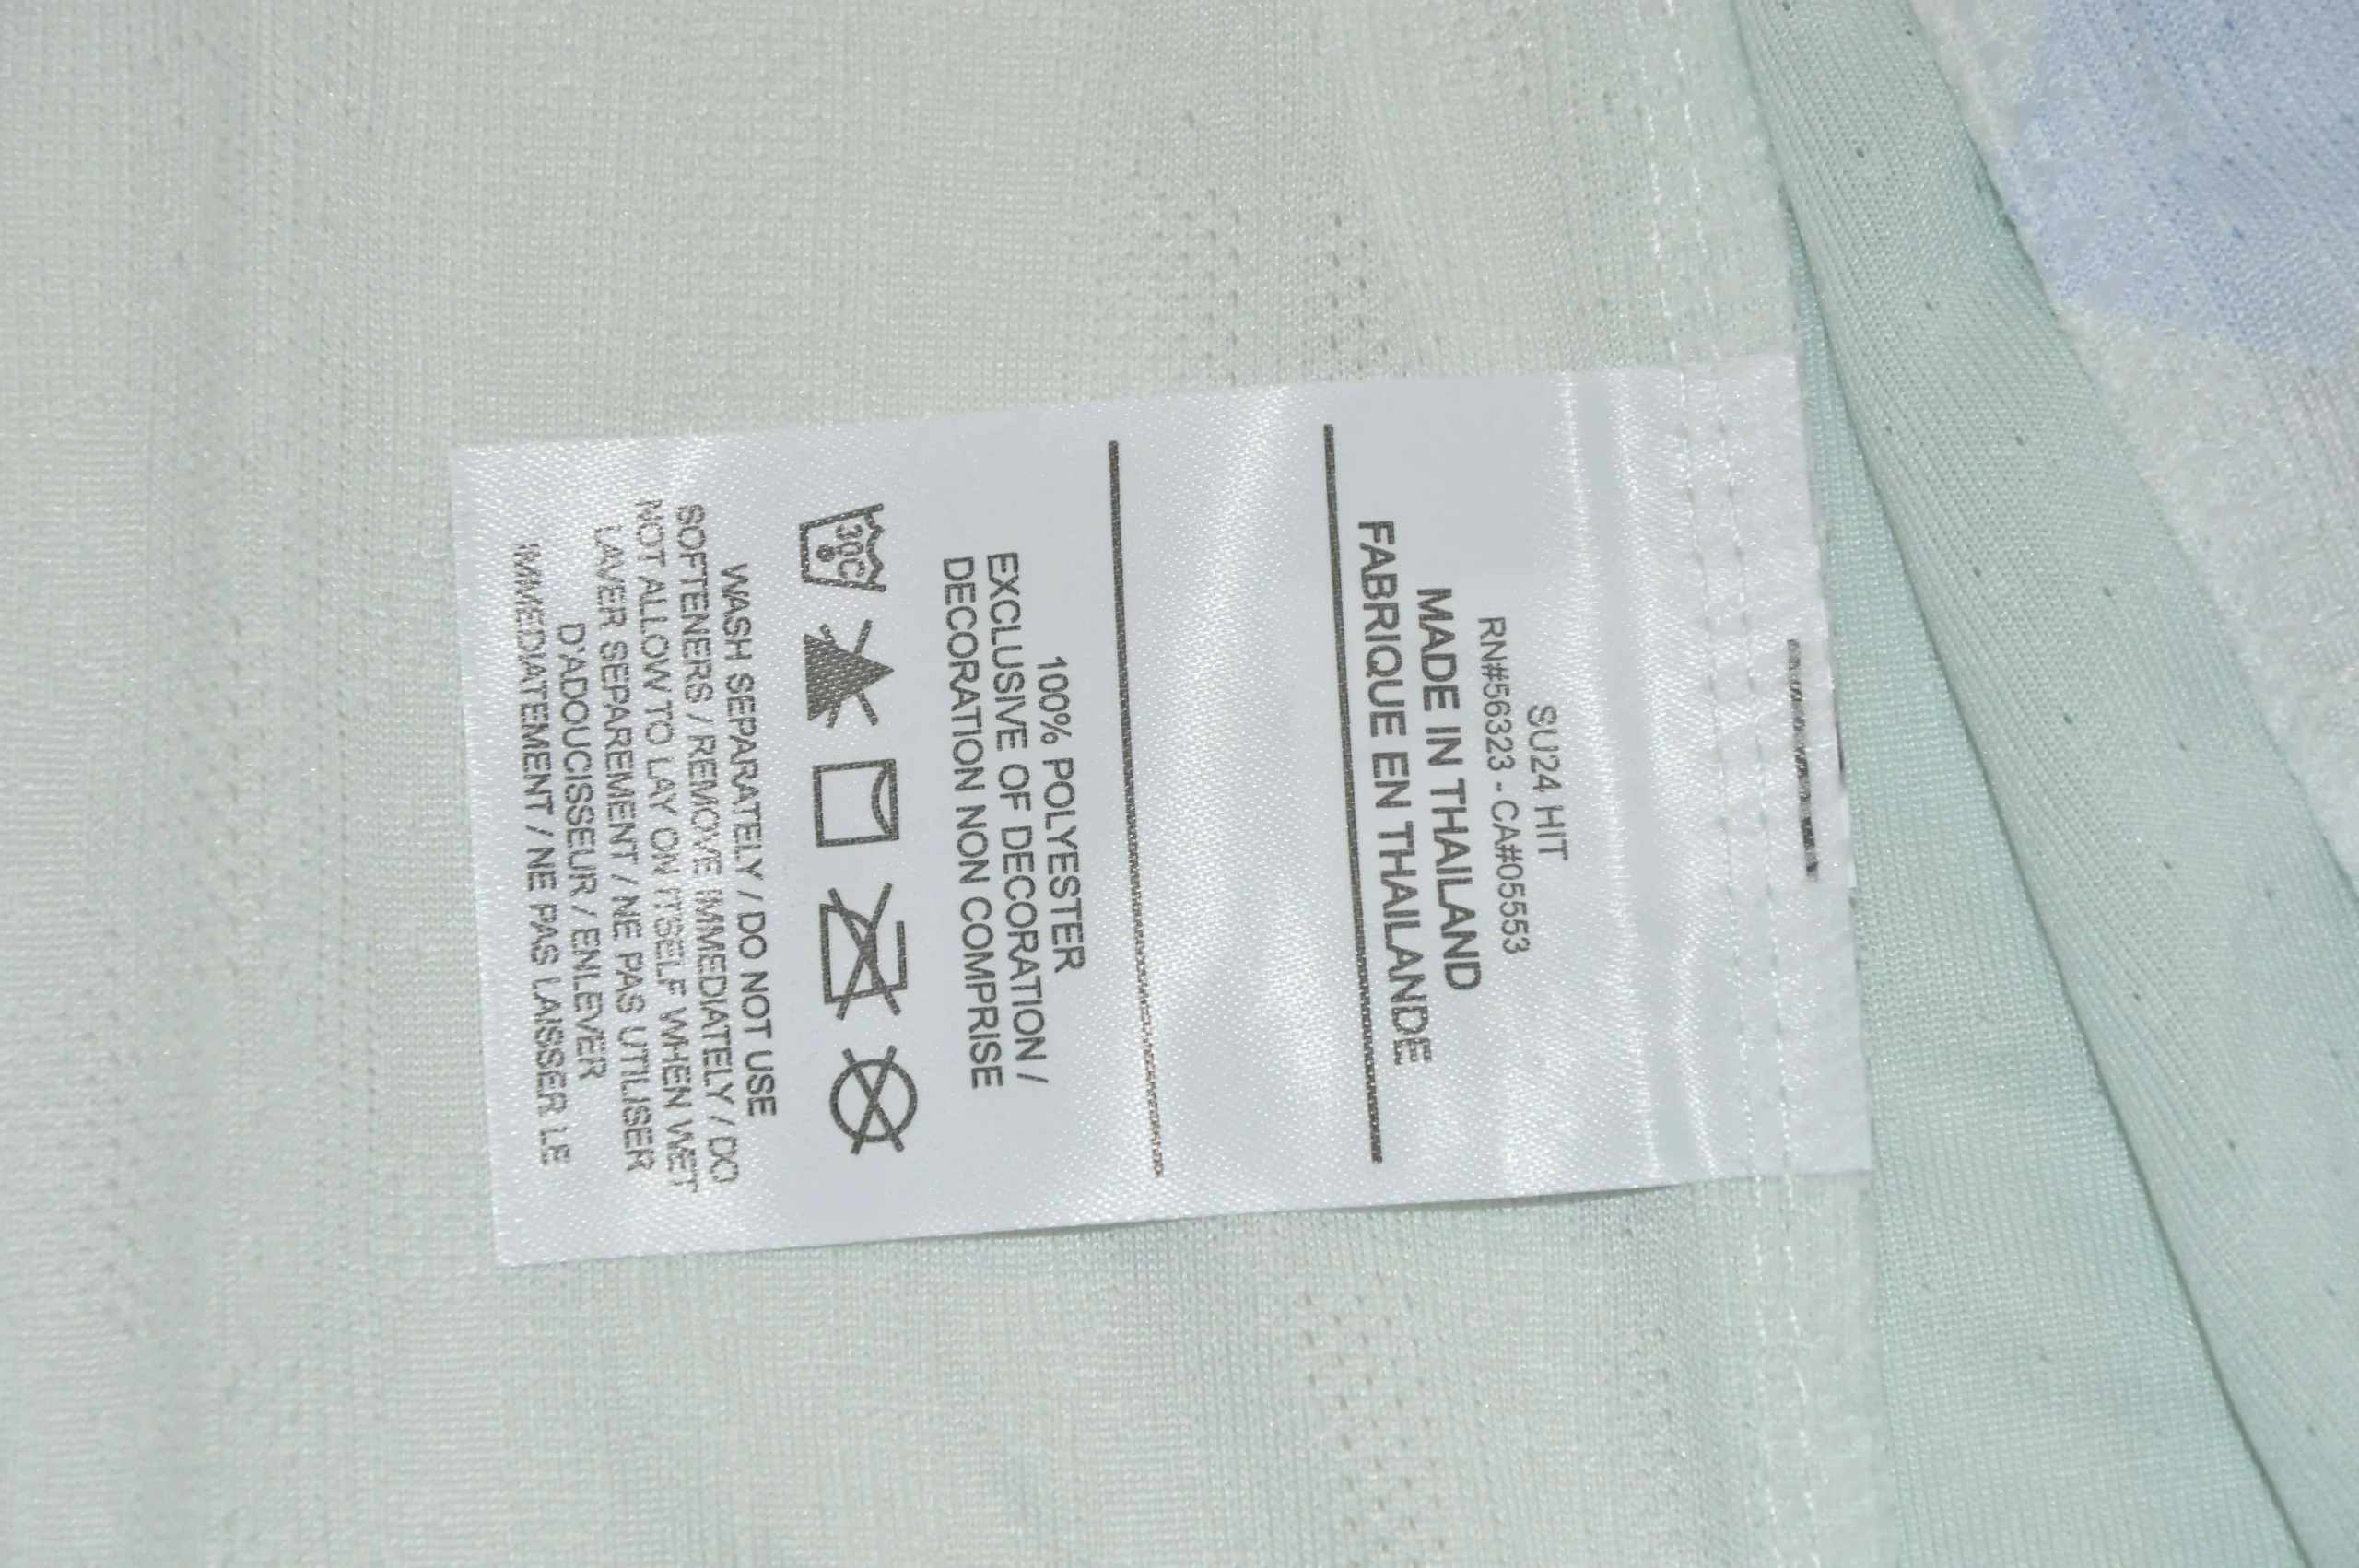 SU24 HIT
RN#56323 - CA#05553
MADE IN THAILAND
FABRIQUE EN THAILANDE
100% POLYESTER
EXCLUSIVE OF DECORATION /
DECORATION NON COMPRISE
30C
WASH SEPARATELY / DO NOT USE
SOFTENERS / REMOVE IMMEDIATELY / DO
NOT ALLOW TO LAY ON ITSELF WHEN WET
LAVER SEPAREMENT / NE PAS UTILISER
D'ADOUCISSEUR / ENLEVER
IMMEDIATEMENT / NE PAS LAISSER LE